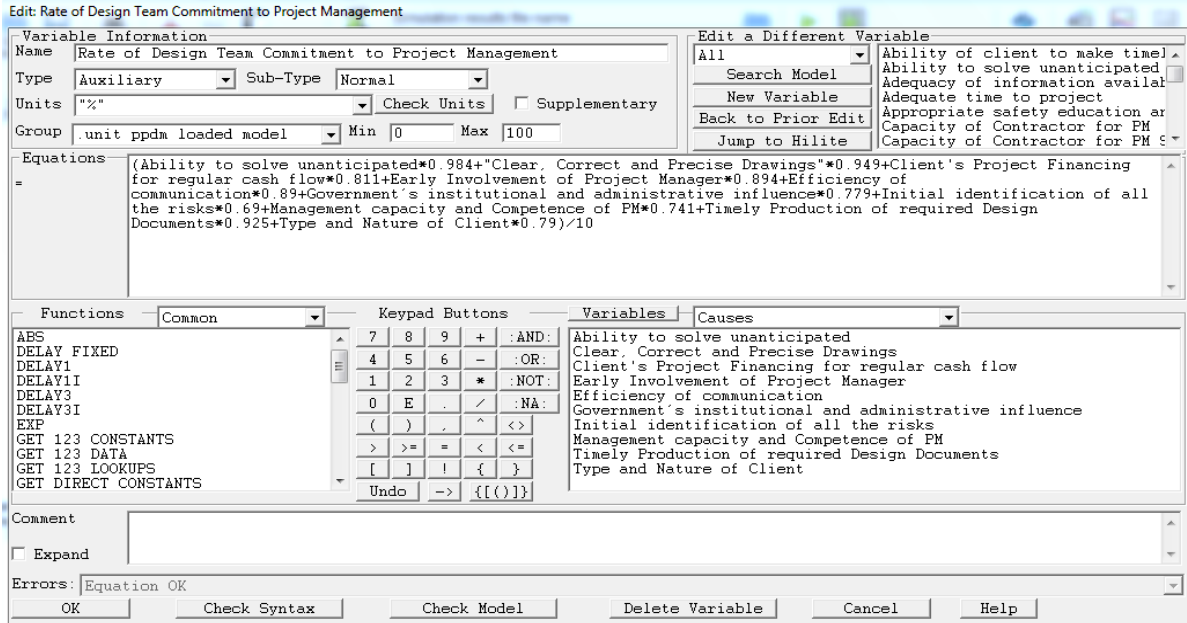 Edit: Rate of Design Team Commitment to Project Management
Variable Information
Name Rate of Design Team Commitment to Project Management
Type Auxiliary Sub-Type Normal
Units "%" Check Units Supplementary
Group .unit ppdm loaded model Min 0 Max 100
Edit a Different Variable
All
Search Model
New Variable
Back to Prior Edit
Jump to Hilite
Ability of client to make timel
Ability to solve unanticipated
Adequacy of information availab
Adequate time to project
Appropriate safety education an
Capacity of Contractor for PM
Capacity of Contractor for PM S
Equations
=
(Ability to solve unanticipated*0.984+"Clear, Correct and Precise Drawings"*0.949+Client's Project Financing
for regular cash flow*0.811+Early Involvement of Project Manager*0.894+Efficiency of
communication*0.89+Government´s institutional and administrative influence*0.779+Initial identification of all
the risks*0.69+Management capacity and Competence of PM*0.741+Timely Production of required Design
Documents*0.925+Type and Nature of Client*0.79)/10
Functions Common
ABS
DELAY FIXED
DELAY1
DELAY1I
DELAY3
DELAY3I
EXP
GET 123 CONSTANTS
GET 123 DATA
GET 123 LOOKUPS
GET DIRECT CONSTANTS
Keypad Buttons
7 8 9 + :AND:
4 5 6 - :OR:
1 2 3 * :NOT:
0 E . / :NA:
( ) , ^ <>
> >= = < <=
[ ] ! { }
Undo -> {[()]}
Variables Causes
Ability to solve unanticipated
Clear, Correct and Precise Drawings
Client's Project Financing for regular cash flow
Early Involvement of Project Manager
Efficiency of communication
Government´s institutional and administrative influence
Initial identification of all the risks
Management capacity and Competence of PM
Timely Production of required Design Documents
Type and Nature of Client
Comment
Expand
Errors: Equation OK
OK Check Syntax Check Model Delete Variable Cancel Help